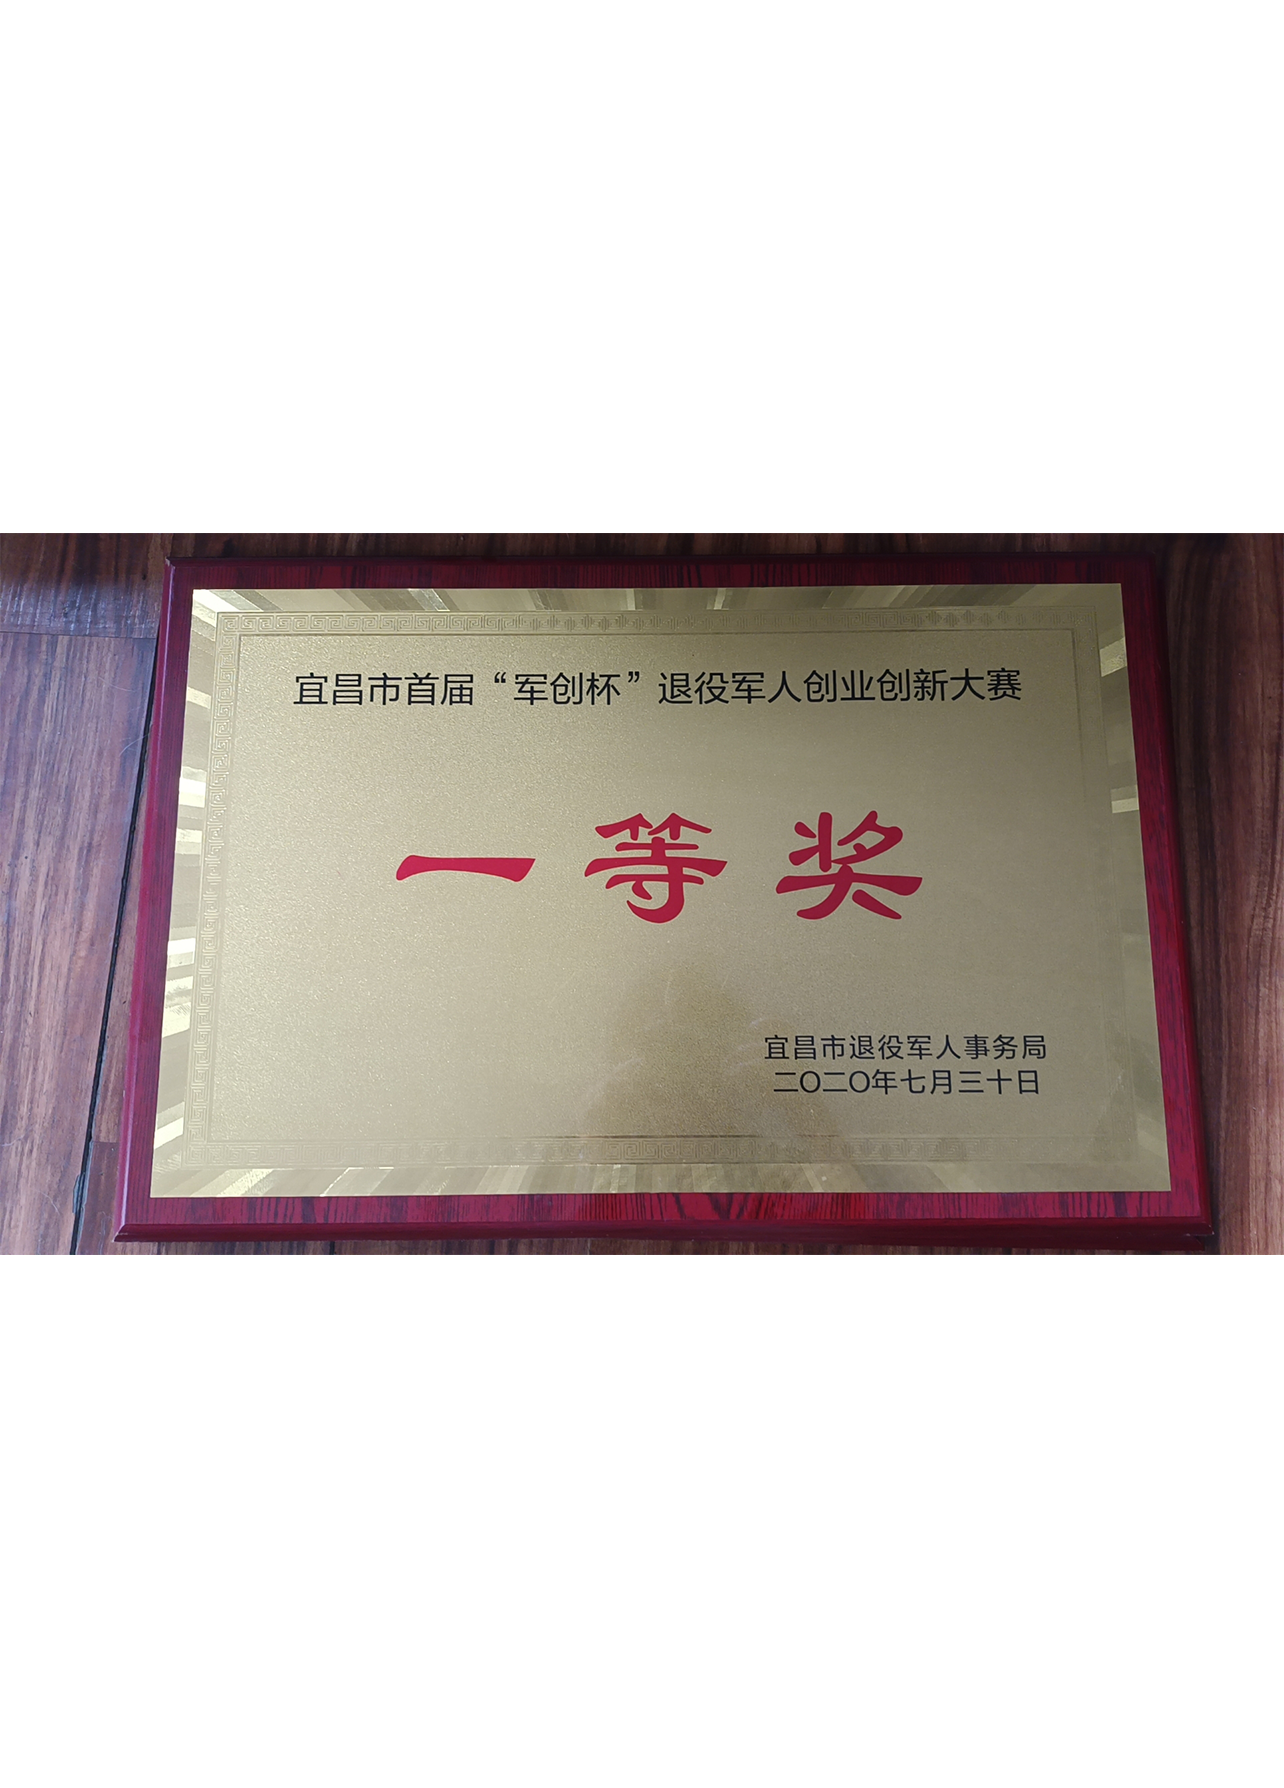 宜昌市首届“军创杯”退役军人创业创新大赛
一等奖
宜昌市退役军人事务局
二〇二〇年七月三十日